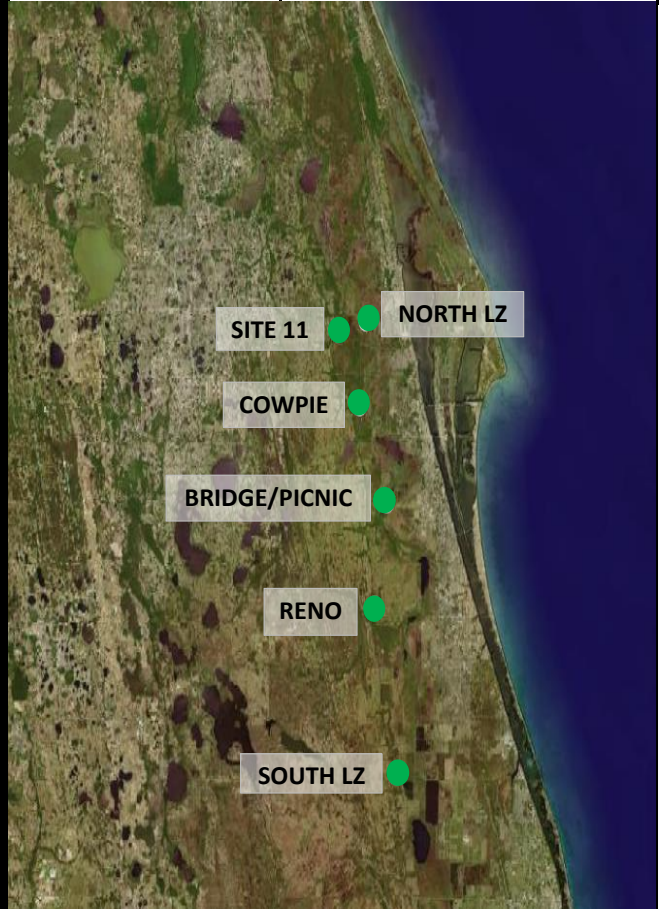 NORTH LZ
SITE 11
COWPIE
BRIDGE/PICNIC
RENO
SOUTH LZ